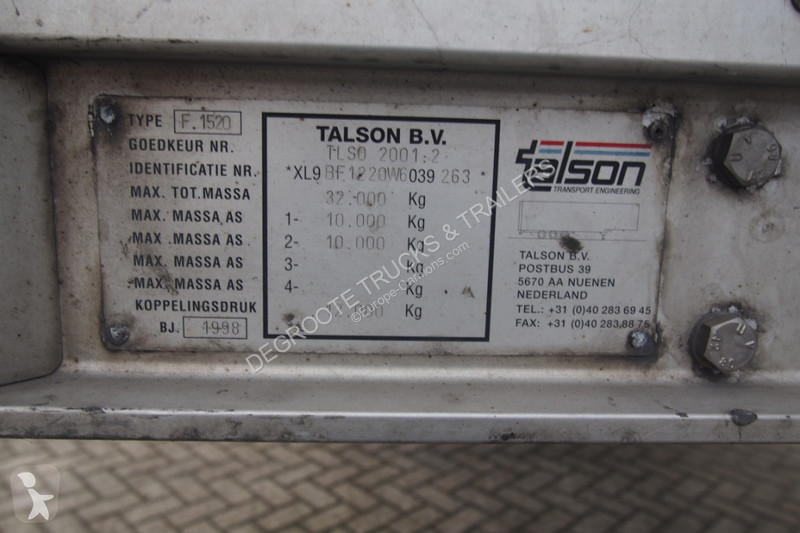 TYPE F.1520
GOEDKEUR NR. TLSO 2001:2
IDENTIFICATIE NR. *XL9 BF1220W6039 263
MAX. TOT. MASSA 32.000 Kg
MAX. MASSA AS 1- 10.000 Kg
MAX. MASSA AS 2- 10.000 Kg
MAX. MASSA AS 3- Kg
MAX. MASSA AS 4- Kg
KOPPELINGSDRUK Kg
BJ. 1998
TALSON B.V.
talson
TRANSPORT ENGINEERING
TALSON B.V.
POSTBUS 39
5670 AA NUENEN
NEDERLAND
TEL.: +31 (0)40 283 69 45
FAX: +31 (0)40 283.88 75
DEGROOTE TRUCKS & TRAILERS
©Europe-Camions.com